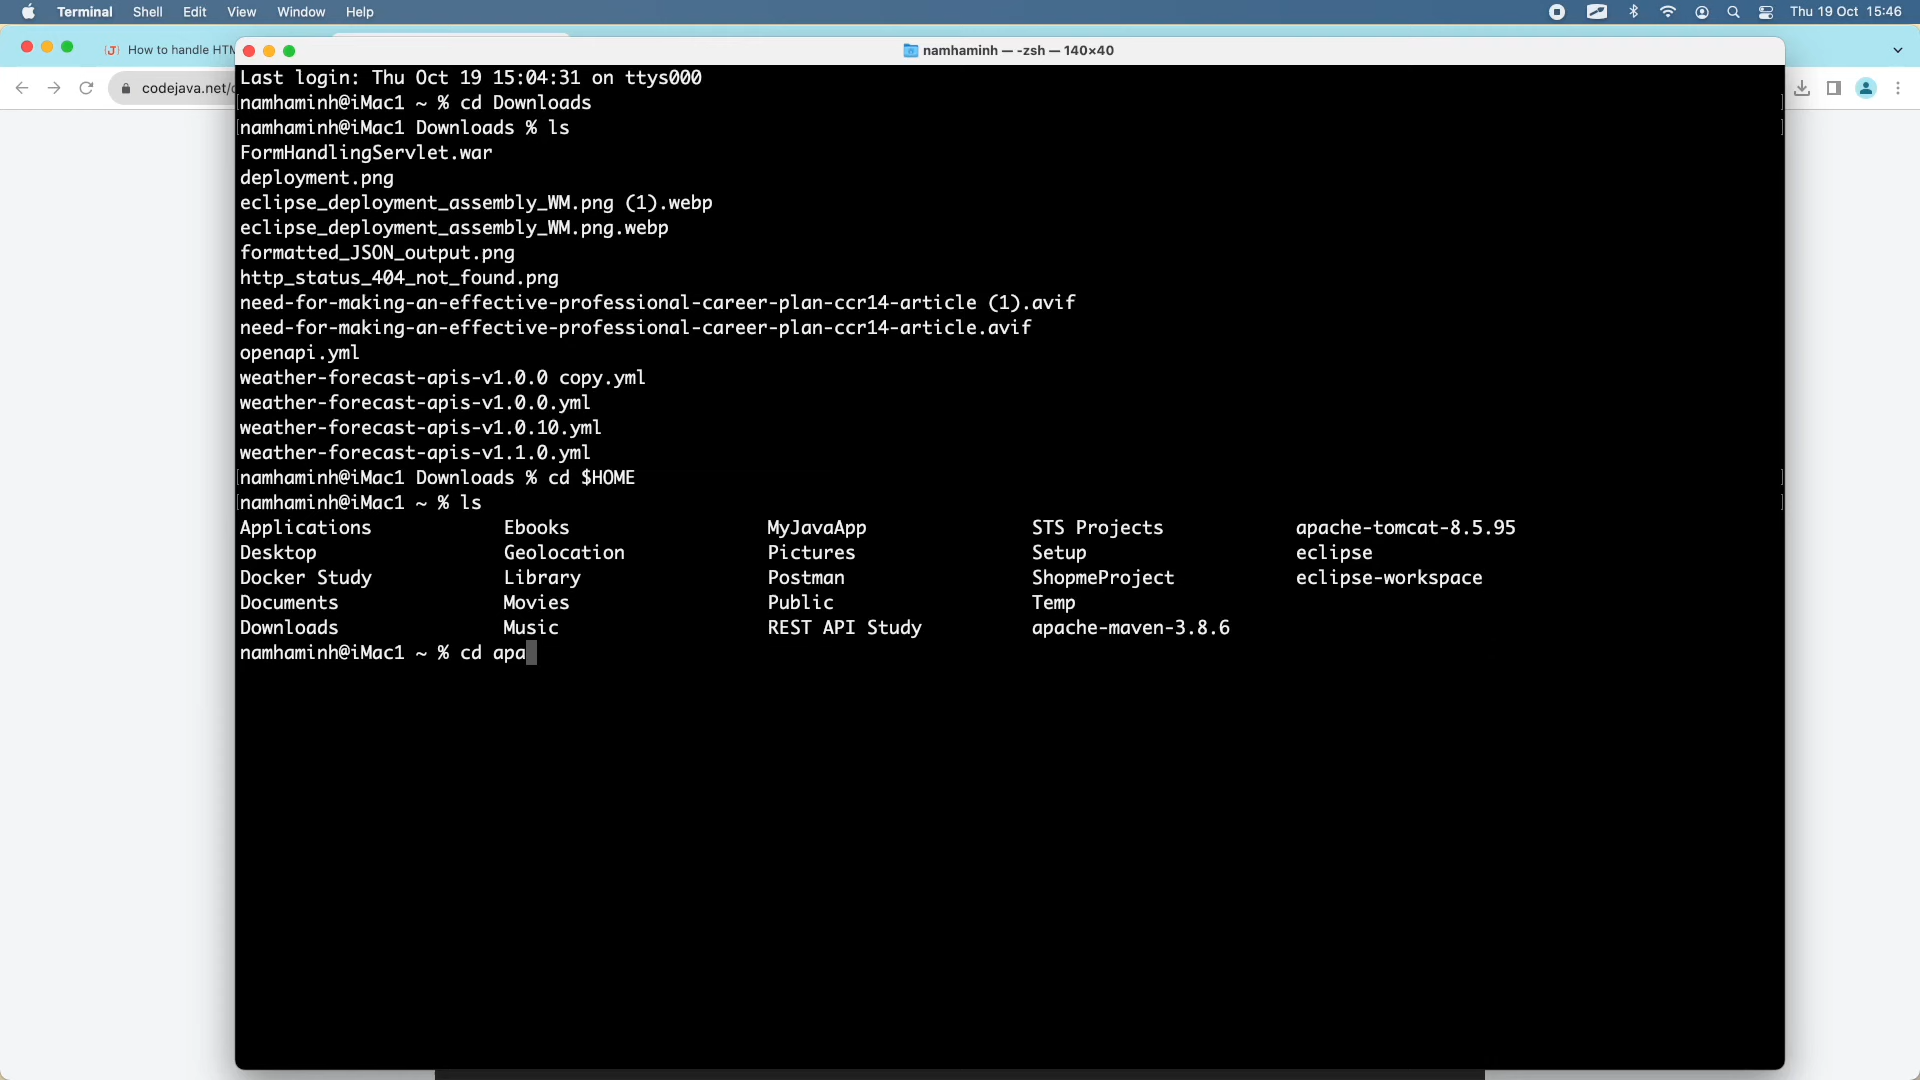 Terminal Shell Edit View Window Help Thu 19 Oct 15:46
How to handle HTM
namhaminh — -zsh — 140×40
codejava.net/
Last login: Thu Oct 19 15:04:31 on ttys000
[namhaminh@iMac1 ~ % cd Downloads ]
[namhaminh@iMac1 Downloads % ls ]
FormHandlingServlet.war
deployment.png
eclipse_deployment_assembly_WM.png (1).webp
eclipse_deployment_assembly_WM.png.webp
formatted_JSON_output.png
http_status_404_not_found.png
need-for-making-an-effective-professional-career-plan-ccr14-article (1).avif
need-for-making-an-effective-professional-career-plan-ccr14-article.avif
openapi.yml
weather-forecast-apis-v1.0.0 copy.yml
weather-forecast-apis-v1.0.0.yml
weather-forecast-apis-v1.0.10.yml
weather-forecast-apis-v1.1.0.yml
[namhaminh@iMac1 Downloads % cd $HOME ]
[namhaminh@iMac1 ~ % ls ]
Applications Ebooks MyJavaApp STS Projects apache-tomcat-8.5.95
Desktop Geolocation Pictures Setup eclipse
Docker Study Library Postman ShopmeProject eclipse-workspace
Documents Movies Public Temp
Downloads Music REST API Study apache-maven-3.8.6
namhaminh@iMac1 ~ % cd apa